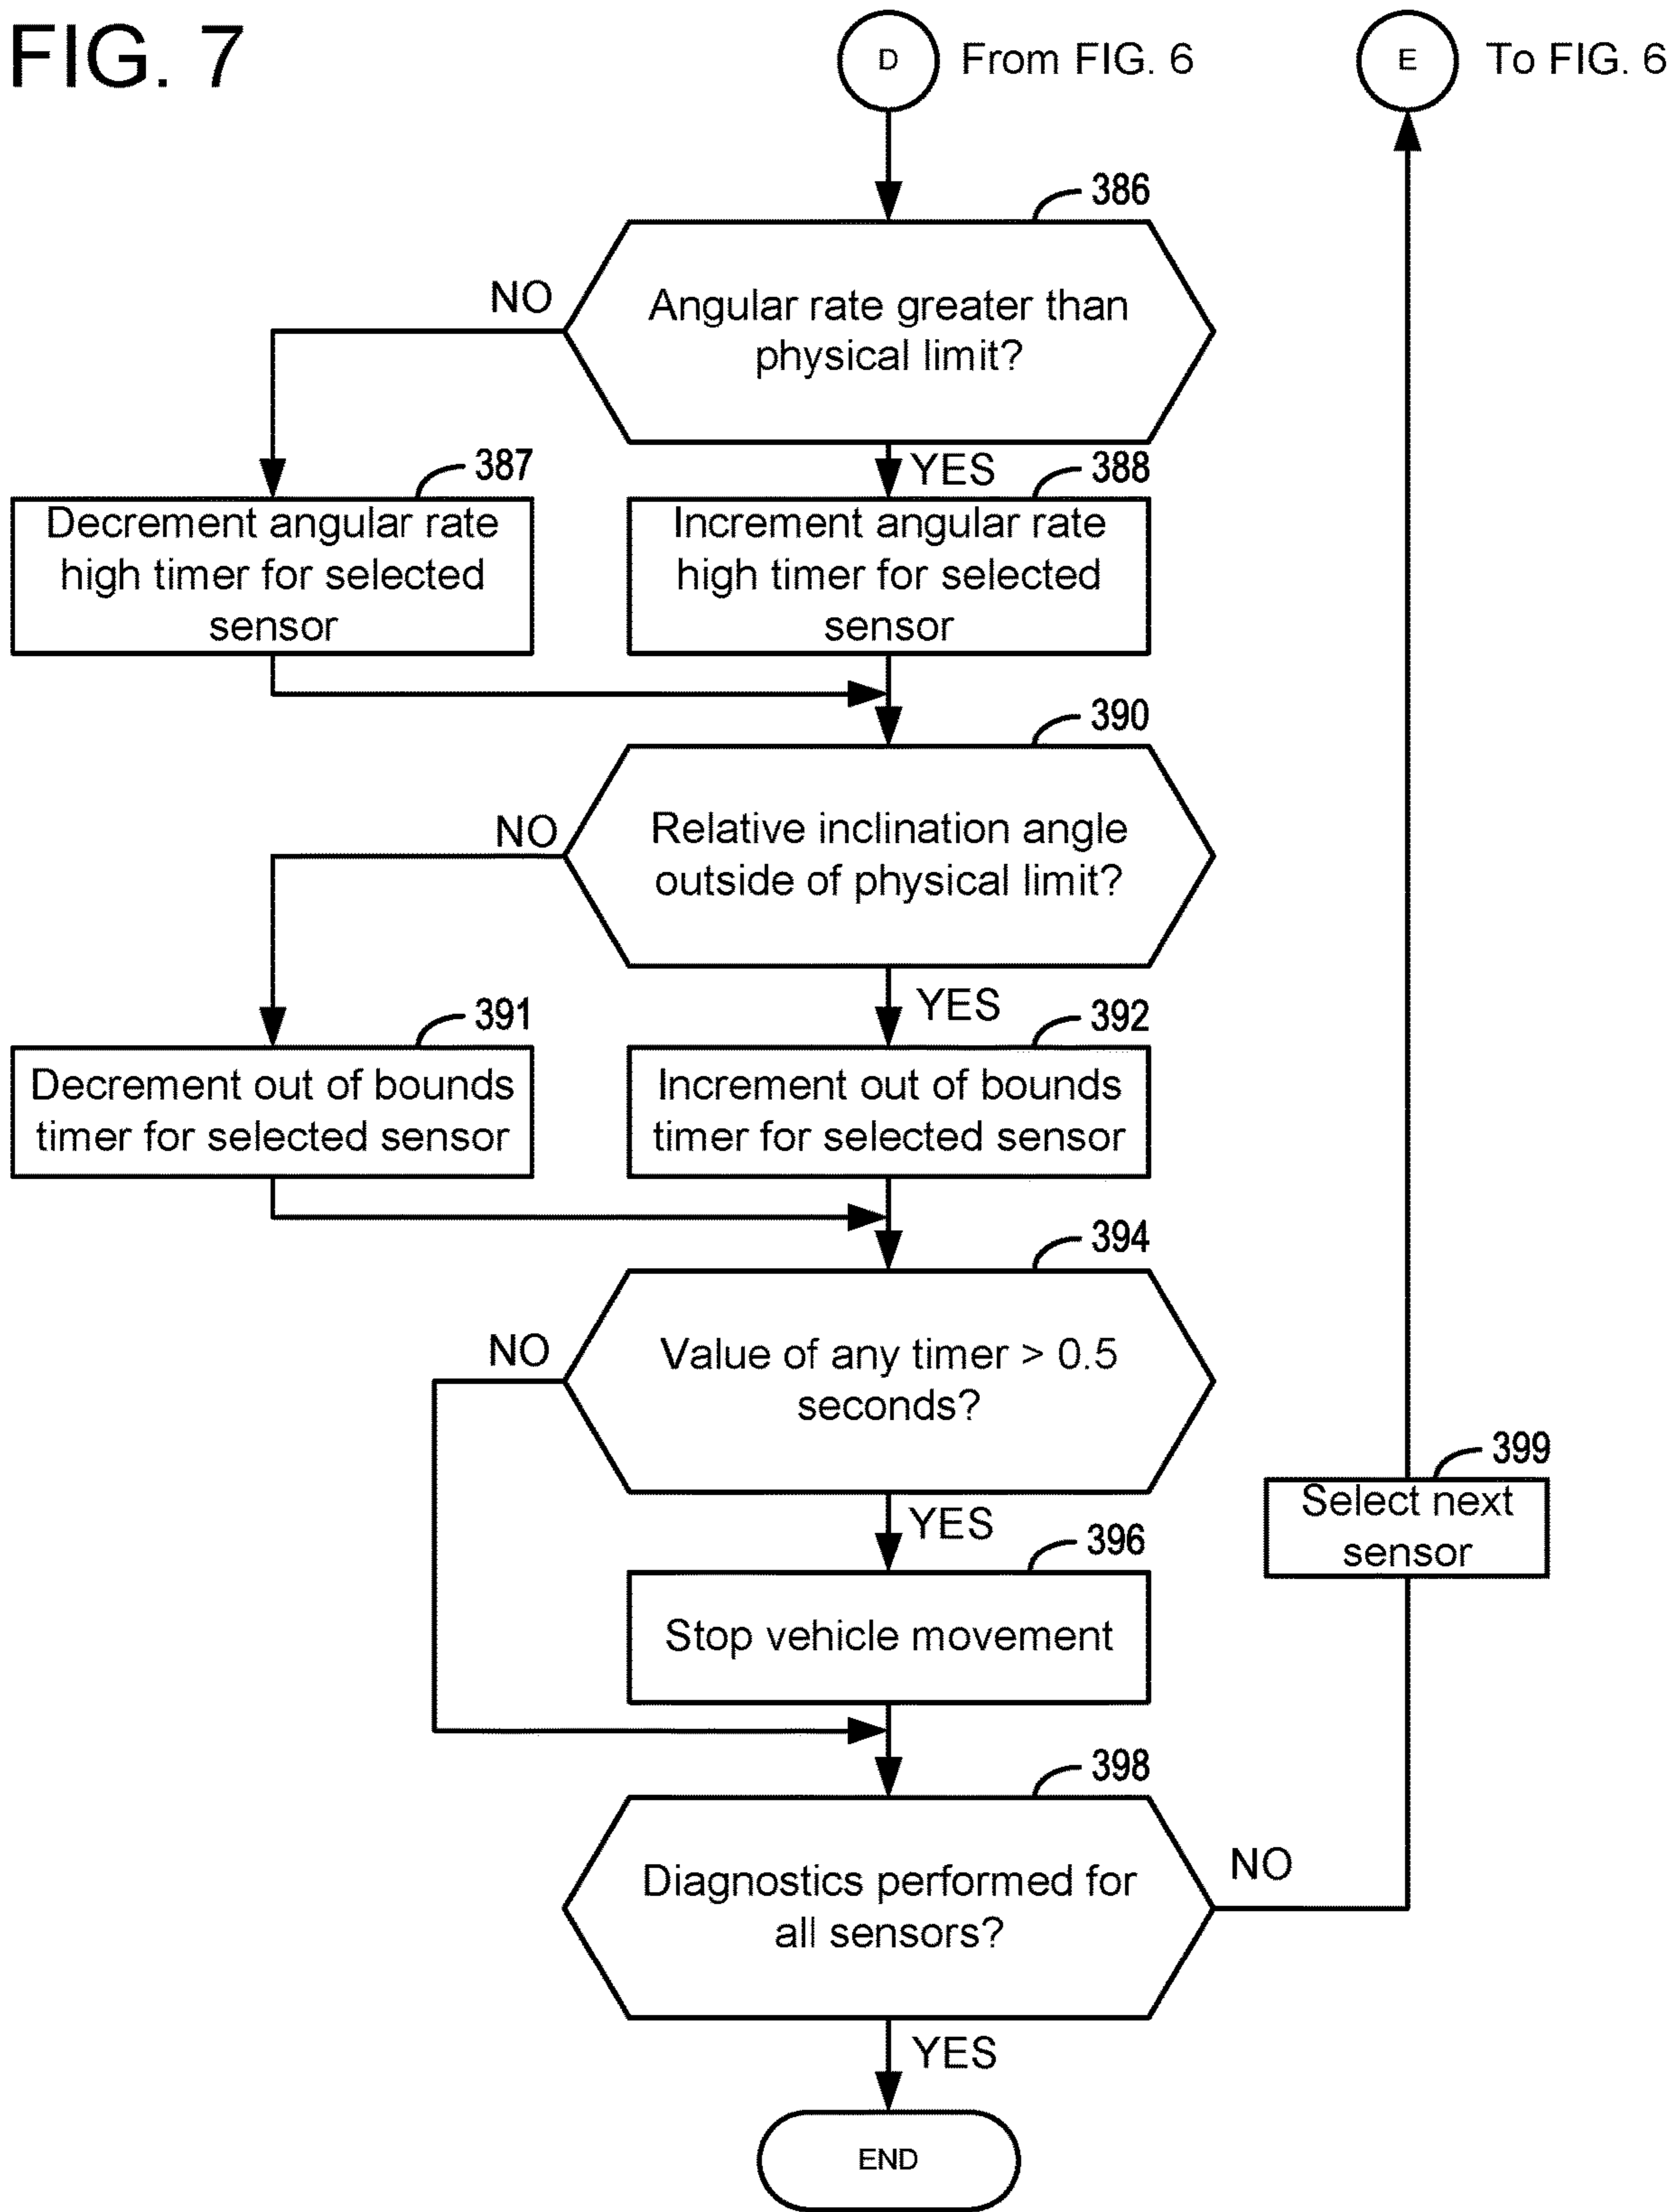 FIG. 7
D
From FIG. 6
E
To FIG. 6
386
NO
Angular rate greater than
physical limit?
YES
387
388
Decrement angular rate
high timer for selected
sensor
Increment angular rate
high timer for selected
sensor
390
NO
Relative inclination angle
outside of physical limit?
YES
391
392
Decrement out of bounds
timer for selected sensor
Increment out of bounds
timer for selected sensor
394
NO
Value of any timer > 0.5
seconds?
YES
396
Stop vehicle movement
399
Select next
sensor
398
Diagnostics performed for
all sensors?
NO
YES
END